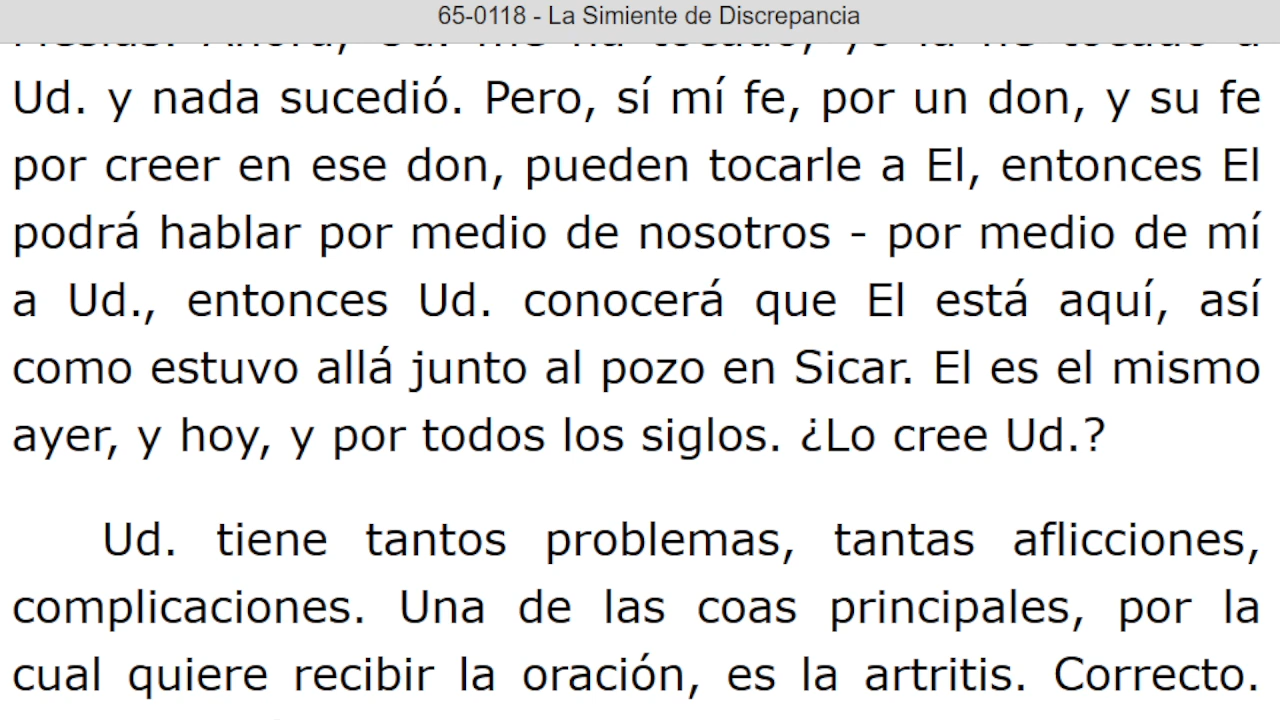 65-0118 - La Simiente de Discrepancia
Ud. y nada sucedió. Pero, sí mí fe, por un don, y su fe
por creer en ese don, pueden tocarle a El, entonces El
podrá hablar por medio de nosotros - por medio de mí
a Ud., entonces Ud. conocerá que El está aquí, así
como estuvo allá junto al pozo en Sicar. El es el mismo
ayer, y hoy, y por todos los siglos. ¿Lo cree Ud.?
Ud. tiene tantos problemas, tantas aflicciones,
complicaciones. Una de las coas principales, por la
cual quiere recibir la oración, es la artritis. Correcto.